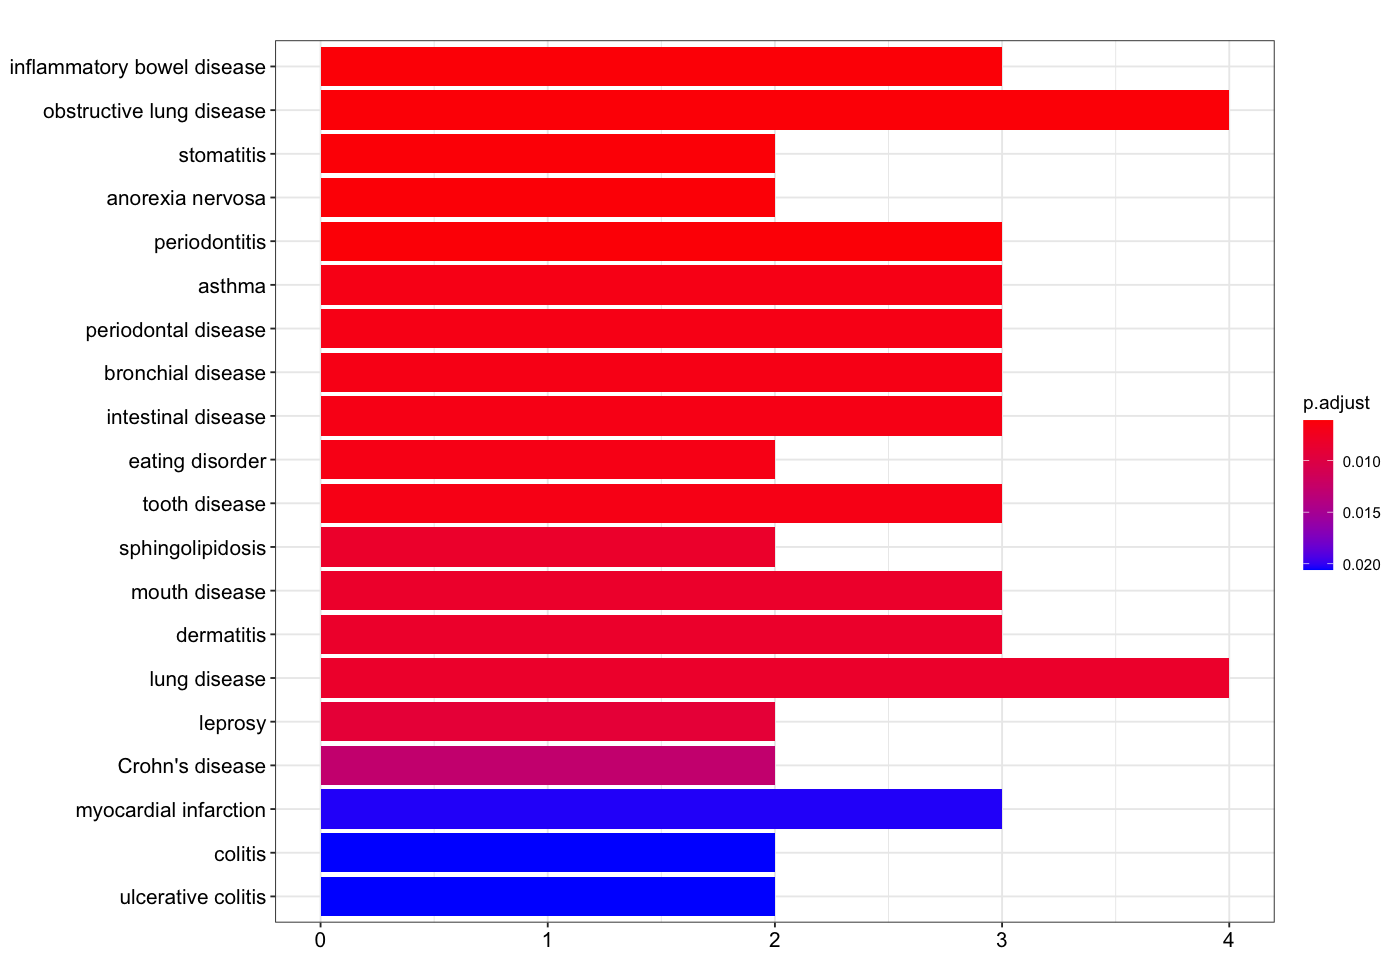 inflammatory bowel disease
obstructive lung disease
stomatitis
anorexia nervosa
periodontitis
asthma
periodontal disease
bronchial disease
intestinal disease
eating disorder
tooth disease
sphingolipidosis
mouth disease
dermatitis
lung disease
leprosy
Crohn's disease
myocardial infarction
colitis
ulcerative colitis
0 1 2 3 4
p.adjust
0.010
0.015
0.020